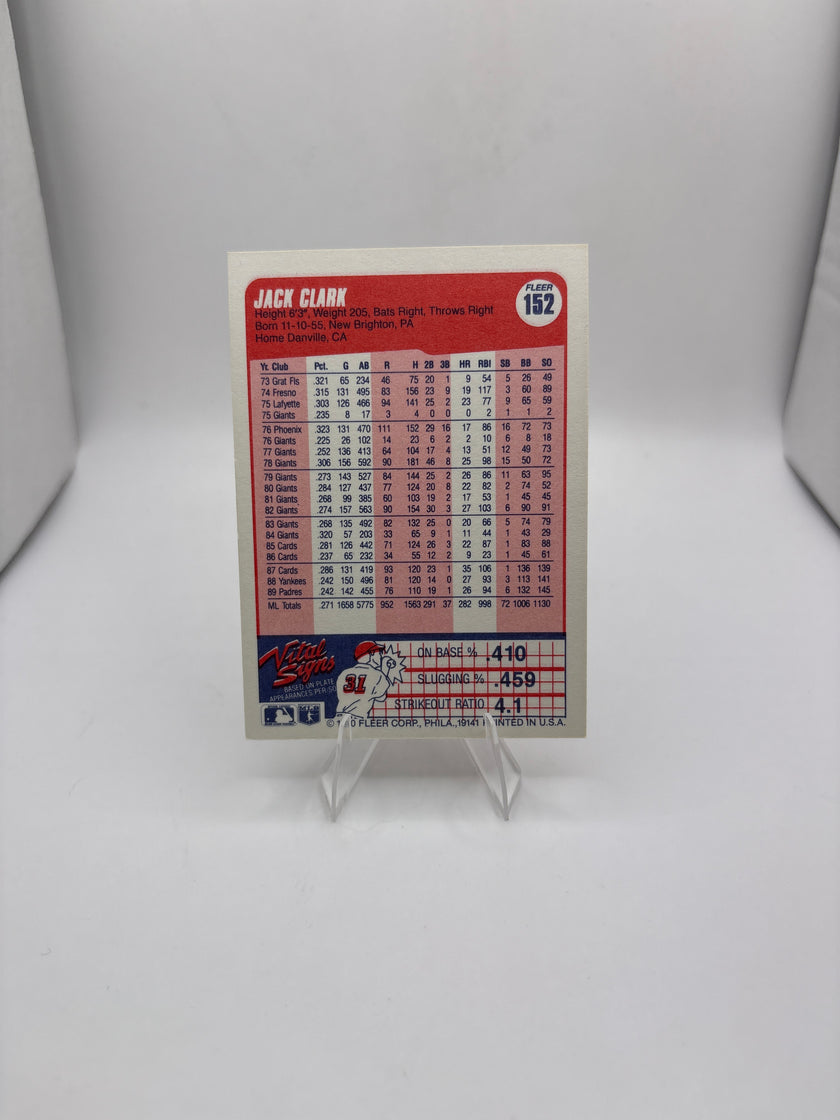 JACK CLARK
FLEER
152
Height 6'3", Weight 205, Bats Right, Throws Right
Born 11-10-55, New Brighton, PA
Home Danville, CA
Yr. Club Pct. G AB R H 2B 3B HR RBI SB BB SO
73 Grat Fls .321 65 234 46 75 20 1 9 54 5 26 49
74 Fresno .315 131 495 83 156 23 9 19 117 3 60 89
75 Lafyette .303 126 466 94 141 25 2 23 77 9 65 59
75 Giants .235 8 17 3 4 0 0 0 2 1 1 2
76 Phoenix .323 131 470 111 152 29 16 17 86 16 72 73
76 Giants .225 26 102 14 23 6 2 2 10 6 8 18
77 Giants .252 136 413 64 104 17 4 13 51 12 49 73
78 Giants .306 156 592 90 181 46 8 25 98 15 50 72
79 Giants .273 143 527 84 144 25 2 26 86 11 63 95
80 Giants .284 127 437 77 124 20 8 22 82 2 74 52
81 Giants .268 99 385 60 103 19 2 17 53 1 45 45
82 Giants .274 157 563 90 154 30 3 27 103 6 90 91
83 Giants .268 135 492 82 132 25 0 20 66 5 74 79
84 Giants .320 57 203 33 65 9 1 11 44 1 43 29
85 Cards .281 126 442 71 124 26 3 22 87 1 83 88
86 Cards .237 65 232 34 55 12 2 9 23 1 45 61
87 Cards .286 131 419 93 120 23 1 35 106 1 136 139
88 Yankees .242 150 496 81 120 14 0 27 93 3 113 141
89 Padres .242 142 455 76 110 19 1 26 94 6 132 145
ML Totals .271 1658 5775 952 1563 291 37 282 998 72 1006 1130
Vital Signs
BASED ON PLATE
APPEARANCES PER/SO
31
ON BASE % .410
SLUGGING % .459
STRIKEOUT RATIO 4.1
FLEER CORP., PHILA., 19141 PRINTED IN U.S.A.